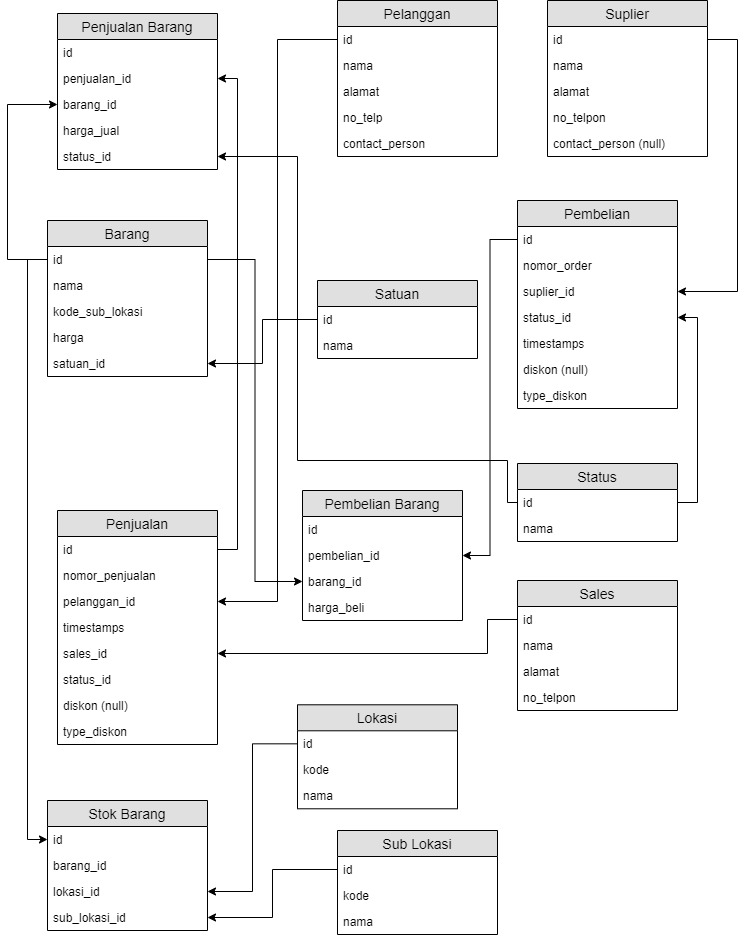 Penjualan Barang
id
penjualan_id
barang_id
harga_jual
status_id
Pelanggan
id
nama
alamat
no_telp
contact_person
Suplier
id
nama
alamat
no_telpon
contact_person (null)
Barang
id
nama
kode_sub_lokasi
harga
satuan_id
Satuan
id
nama
Pembelian
id
nomor_order
suplier_id
status_id
timestamps
diskon (null)
type_diskon
Status
id
nama
Penjualan
id
nomor_penjualan
pelanggan_id
timestamps
sales_id
status_id
diskon (null)
type_diskon
Pembelian Barang
id
pembelian_id
barang_id
harga_beli
Sales
id
nama
alamat
no_telpon
Lokasi
id
kode
nama
Stok Barang
id
barang_id
lokasi_id
sub_lokasi_id
Sub Lokasi
id
kode
nama